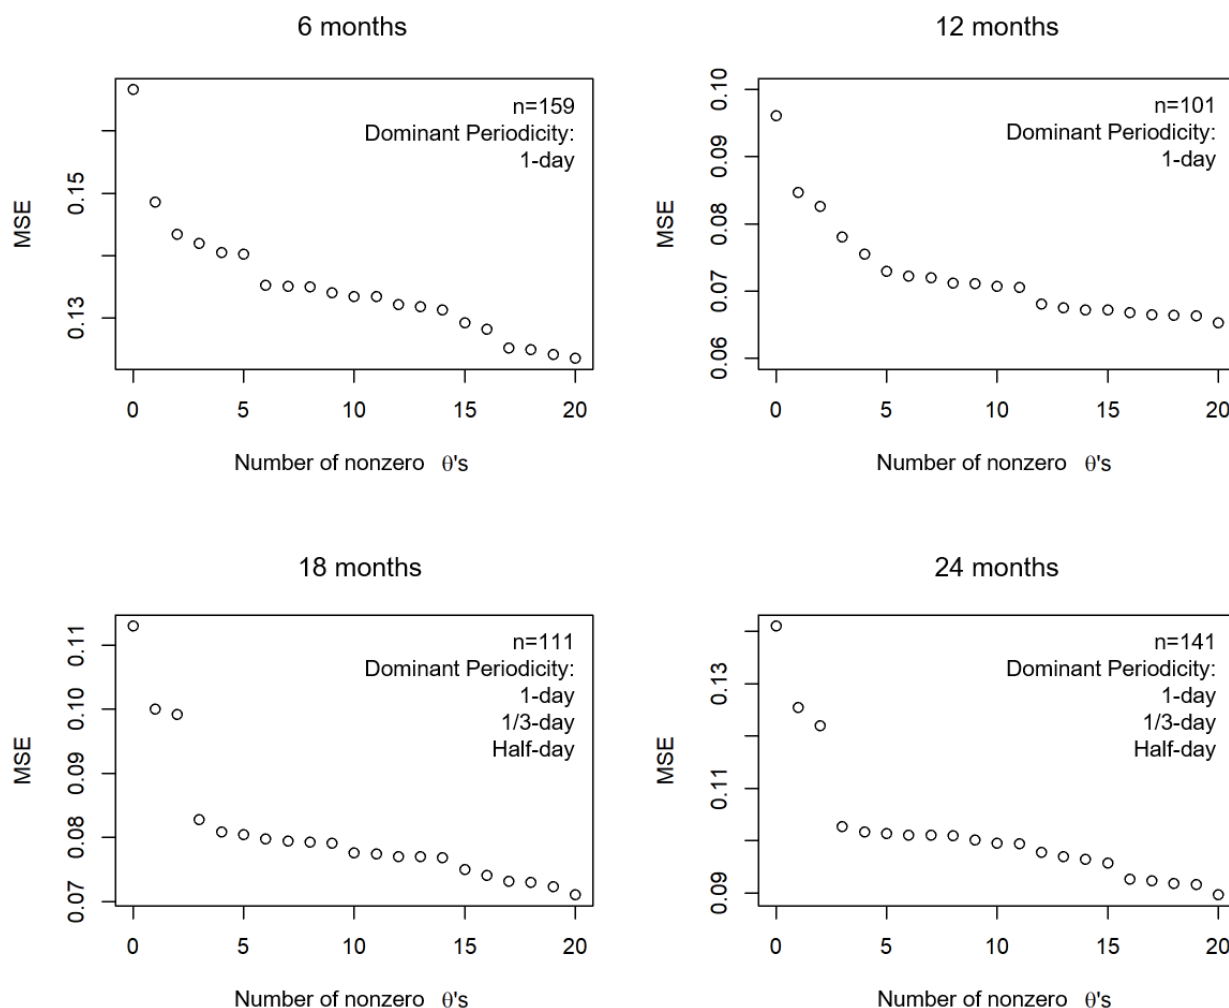 6 months
n=159
Dominant Periodicity:
1-day
0.15
0.13
MSE
0 5 10 15 20
Number of nonzero θ's
12 months
n=101
Dominant Periodicity:
1-day
0.10
0.09
0.08
0.07
0.06
MSE
0 5 10 15 20
Number of nonzero θ's
18 months
n=111
Dominant Periodicity:
1-day
1/3-day
Half-day
0.11
0.10
0.09
0.08
0.07
MSE
0 5 10 15 20
Number of nonzero θ's
24 months
n=141
Dominant Periodicity:
1-day
1/3-day
Half-day
0.13
0.11
0.09
MSE
0 5 10 15 20
Number of nonzero θ's